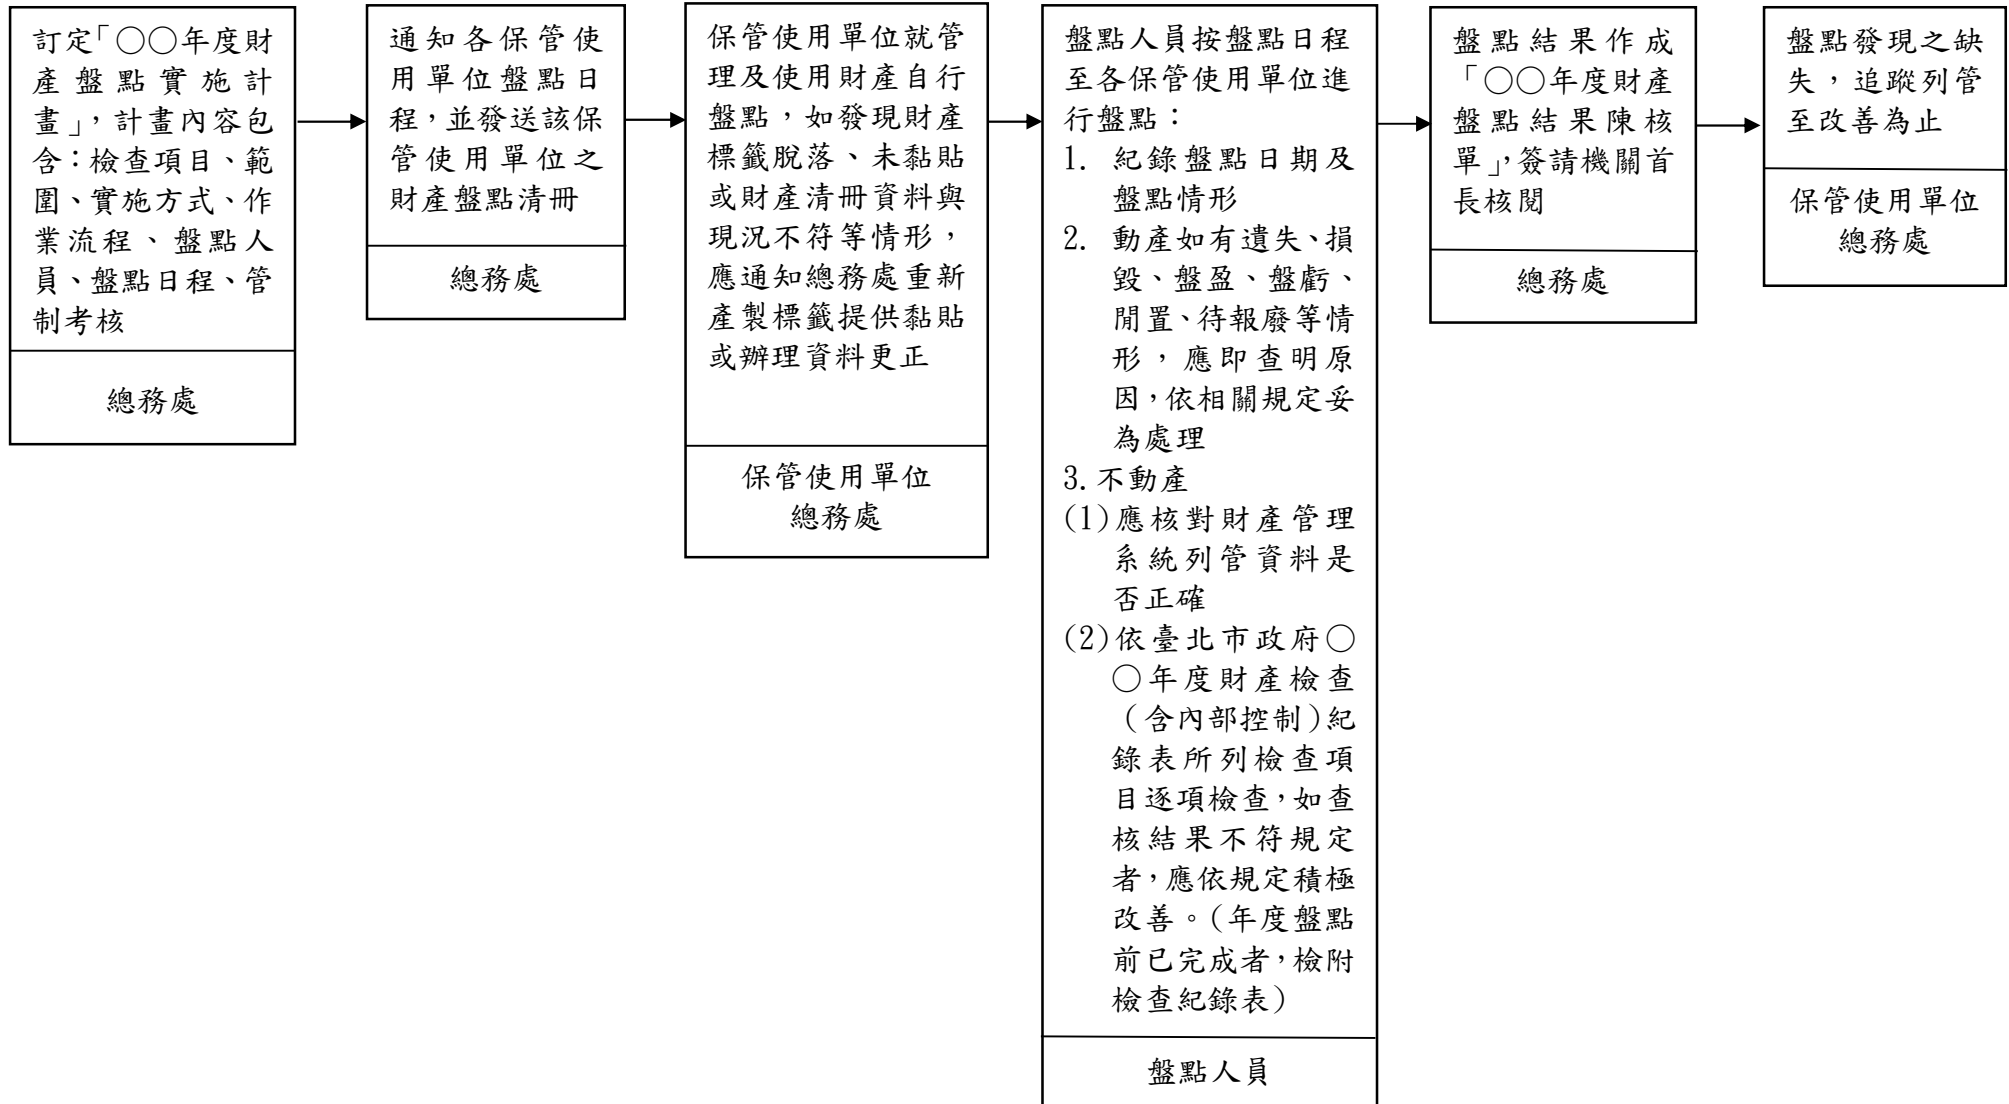 訂定「○○年度財
產盤點實施計
畫」，計畫內容包
含：檢查項目、範
圍、實施方式、作
業流程、盤點人
員、盤點日程、管
制考核
總務處
通知各保管使
用單位盤點日
程，並發送該保
管使用單位之
財產盤點清冊
總務處
保管使用單位就管
理及使用財產自行
盤點，如發現財產
標籤脫落、未黏貼
或財產清冊資料與
現況不符等情形，
應通知總務處重新
產製標籤提供黏貼
或辦理資料更正
保管使用單位
總務處
盤點人員按盤點日程
至各保管使用單位進
行盤點：
1. 紀錄盤點日期及
盤點情形
2. 動產如有遺失、損
毀、盤盈、盤虧、
閒置、待報廢等情
形，應即查明原
因，依相關規定妥
為處理
3.不動產
(1)應核對財產管理
系統列管資料是
否正確
(2)依臺北市政府○
○年度財產檢查
（含內部控制）紀
錄表所列檢查項
目逐項檢查，如查
核結果不符規定
者，應依規定積極
改善。（年度盤點
前已完成者，檢附
檢查紀錄表）
盤點人員
盤點結果作成
「○○年度財產
盤點結果陳核
單」，簽請機關首
長核閱
總務處
盤點發現之缺
失，追蹤列管
至改善為止
保管使用單位
總務處